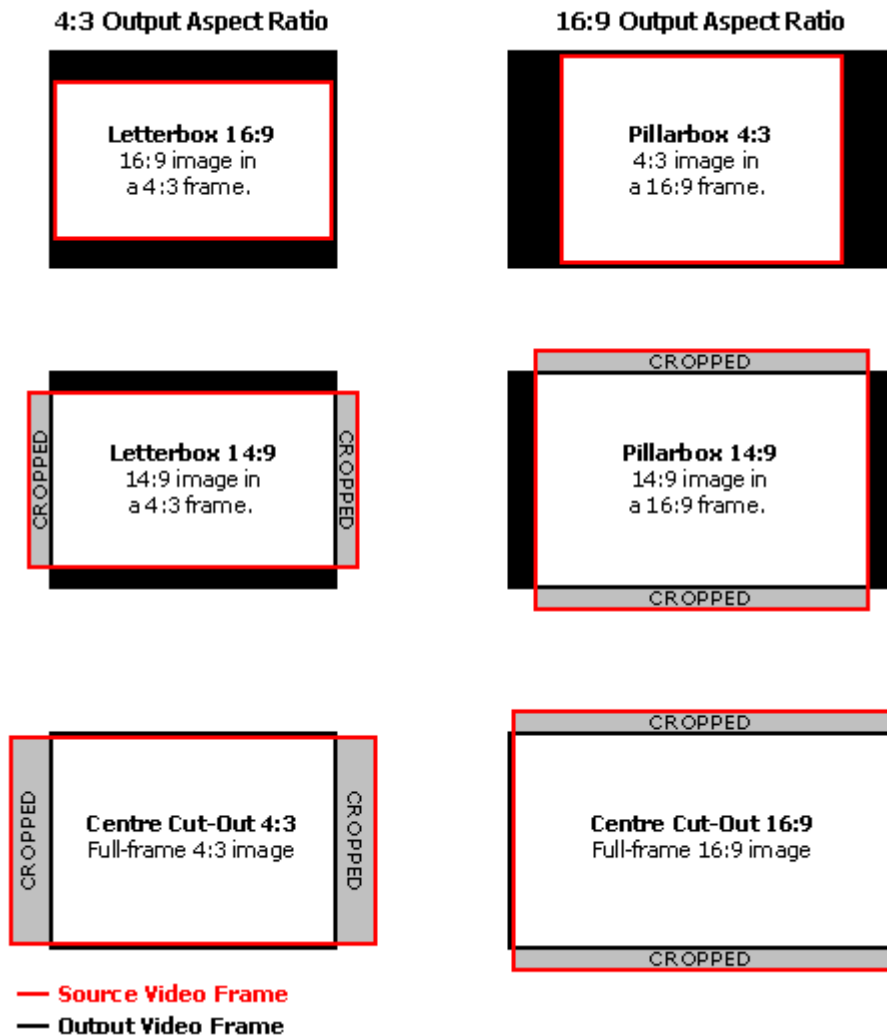 4:3 Output Aspect Ratio
16:9 Output Aspect Ratio
Letterbox 16:9
16:9 image in
a 4:3 frame.
Pillarbox 4:3
4:3 image in
a 16:9 frame.
CROPPED
Letterbox 14:9
14:9 image in
a 4:3 frame.
CROPPED
CROPPED
Pillarbox 14:9
14:9 image in
a 16:9 frame.
CROPPED
CROPPED
Centre Cut-Out 4:3
Full-frame 4:3 image
CROPPED
CROPPED
Centre Cut-Out 16:9
Full-frame 16:9 image
CROPPED
Source Video Frame
Output Video Frame